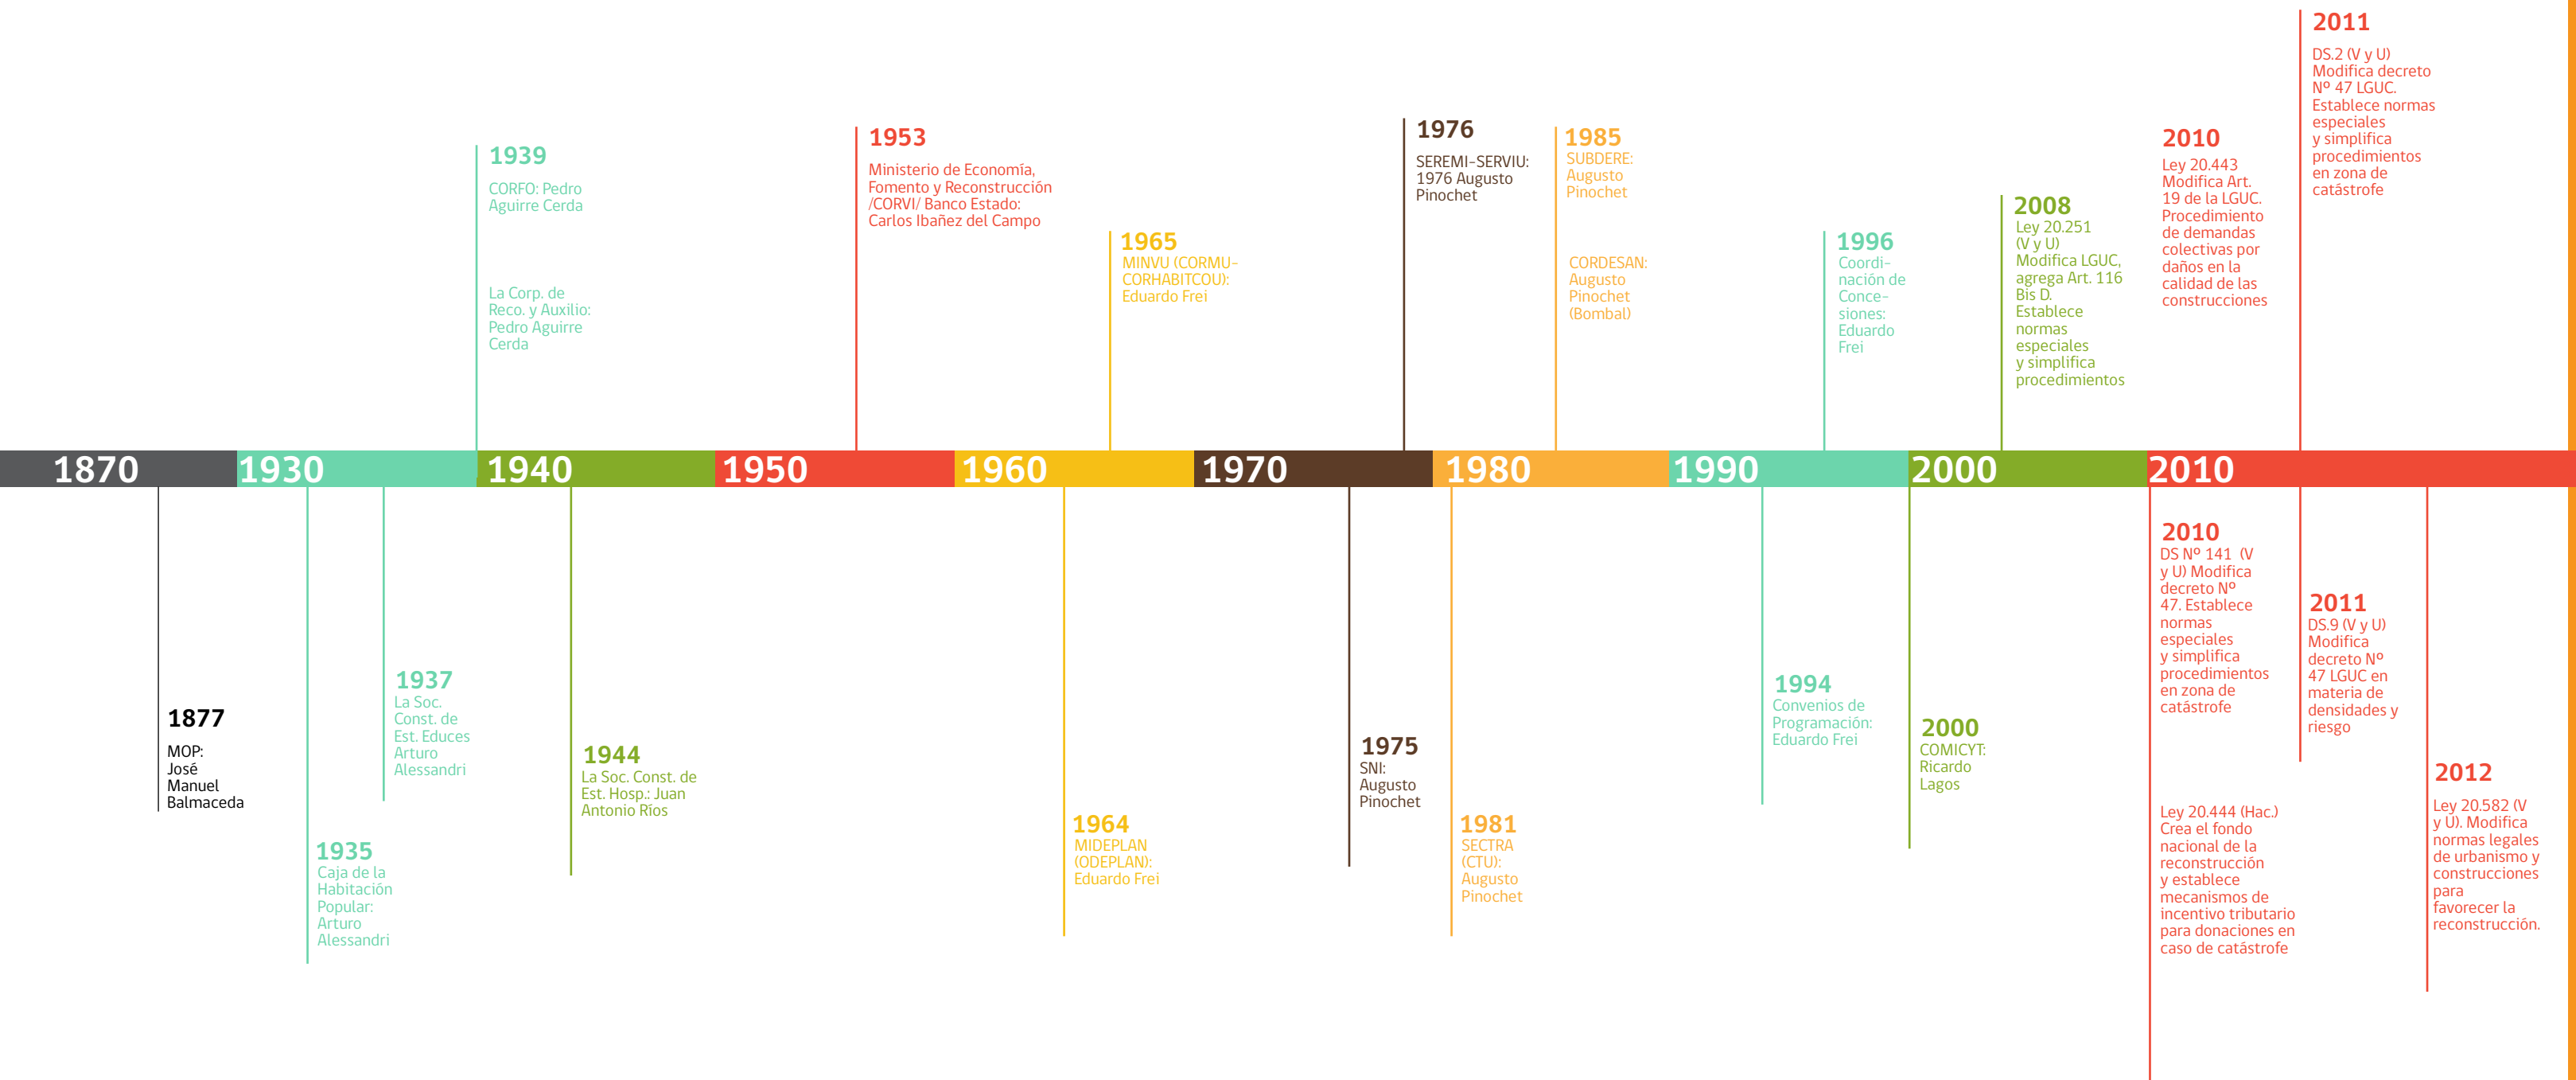 1939
CORFO: Pedro
Aguirre Cerda
La Corp. de
Reco. y Auxilio:
Pedro Aguirre
Cerda
1953
Ministerio de Economía,
Fomento y Reconstrucción
/CORVI/ Banco Estado:
Carlos Ibañez del Campo
1965
MINVU (CORMU-
CORHABITCOU):
Eduardo Frei
1976
SEREMI-SERVIU:
1976 Augusto
Pinochet
1985
SUBDERE:
Augusto
Pinochet
CORDESAN:
Augusto
Pinochet
(Bombal)
1996
Coordi-
nación de
Conce-
siones:
Eduardo
Frei
2008
Ley 20.251
(V y U)
Modifica LGUC,
agrega Art. 116
Bis D.
Establece
normas
especiales
y simplifica
procedimientos
2010
Ley 20.443
Modifica Art.
19 de la LGUC.
Procedimiento
de demandas
colectivas por
daños en la
calidad de las
construcciones
2011
DS.2 (V y U)
Modifica decreto
Nº 47 LGUC.
Establece normas
especiales
y simplifica
procedimientos
en zona de
catástrofe
1870 1930 1940 1950 1960 1970 1980 1990 2000 2010
1877
MOP:
José
Manuel
Balmaceda
1935
Caja de la
Habitación
Popular:
Arturo
Alessandri
1937
La Soc.
Const. de
Est. Educes
Arturo
Alessandri
1944
La Soc. Const. de
Est. Hosp.: Juan
Antonio Ríos
1964
MIDEPLAN
(ODEPLAN):
Eduardo Frei
1975
SNI:
Augusto
Pinochet
1981
SECTRA
(CTU):
Augusto
Pinochet
1994
Convenios de
Programación:
Eduardo Frei
2000
COMICYT:
Ricardo
Lagos
2010
DS Nº 141 (V
y U) Modifica
decreto Nº
47. Establece
normas
especiales
y simplifica
procedimientos
en zona de
catástrofe
Ley 20.444 (Hac.)
Crea el fondo
nacional de la
reconstrucción
y establece
mecanismos de
incentivo tributario
para donaciones en
caso de catástrofe
2011
DS.9 (V y U)
Modifica
decreto Nº
47 LGUC en
materia de
densidades y
riesgo
2012
Ley 20.582 (V
y U). Modifica
normas legales
de urbanismo y
construcciones
para
favorecer la
reconstrucción.